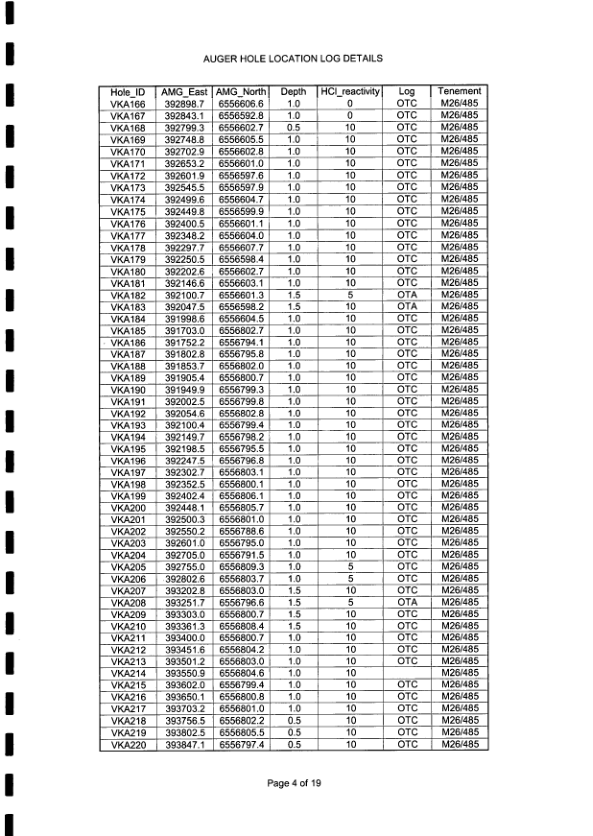 AUGER HOLE LOCATION LOG DETAILS
Hole_ID AMG_East AMG_North Depth HCl_reactivity Log Tenement
VKA166 392898.7 6556606.6 1.0 0 OTC M26/485
VKA167 392843.1 6556592.8 1.0 0 OTC M26/485
VKA168 392799.3 6556602.7 0.5 10 OTC M26/485
VKA169 392748.8 6556605.5 1.0 10 OTC M26/485
VKA170 392702.9 6556602.8 1.0 10 OTC M26/485
VKA171 392653.2 6556601.0 1.0 10 OTC M26/485
VKA172 392601.9 6556597.6 1.0 10 OTC M26/485
VKA173 392545.5 6556597.9 1.0 10 OTC M26/485
VKA174 392499.6 6556604.7 1.0 10 OTC M26/485
VKA175 392449.8 6556599.9 1.0 10 OTC M26/485
VKA176 392400.5 6556601.1 1.0 10 OTC M26/485
VKA177 392348.2 6556604.0 1.0 10 OTC M26/485
VKA178 392297.7 6556607.7 1.0 10 OTC M26/485
VKA179 392250.5 6556598.4 1.0 10 OTC M26/485
VKA180 392202.6 6556602.7 1.0 10 OTC M26/485
VKA181 392146.6 6556603.1 1.0 10 OTC M26/485
VKA182 392100.7 6556601.3 1.5 5 OTA M26/485
VKA183 392047.5 6556598.2 1.5 10 OTA M26/485
VKA184 391998.6 6556604.5 1.0 10 OTC M26/485
VKA185 391703.0 6556802.7 1.0 10 OTC M26/485
VKA186 391752.2 6556794.1 1.0 10 OTC M26/485
VKA187 391802.8 6556795.8 1.0 10 OTC M26/485
VKA188 391853.7 6556802.0 1.0 10 OTC M26/485
VKA189 391905.4 6556800.7 1.0 10 OTC M26/485
VKA190 391949.9 6556799.3 1.0 10 OTC M26/485
VKA191 392002.5 6556799.8 1.0 10 OTC M26/485
VKA192 392054.6 6556802.8 1.0 10 OTC M26/485
VKA193 392100.4 6556799.4 1.0 10 OTC M26/485
VKA194 392149.7 6556798.2 1.0 10 OTC M26/485
VKA195 392198.5 6556795.5 1.0 10 OTC M26/485
VKA196 392247.5 6556796.8 1.0 10 OTC M26/485
VKA197 392302.7 6556803.1 1.0 10 OTC M26/485
VKA198 392352.5 6556800.1 1.0 10 OTC M26/485
VKA199 392402.4 6556806.1 1.0 10 OTC M26/485
VKA200 392448.1 6556805.7 1.0 10 OTC M26/485
VKA201 392500.3 6556801.0 1.0 10 OTC M26/485
VKA202 392550.2 6556788.6 1.0 10 OTC M26/485
VKA203 392601.0 6556795.0 1.0 10 OTC M26/485
VKA204 392705.0 6556791.5 1.0 10 OTC M26/485
VKA205 392755.0 6556809.3 1.0 5 OTC M26/485
VKA206 392802.6 6556803.7 1.0 5 OTC M26/485
VKA207 393202.8 6556803.0 1.5 10 OTC M26/485
VKA208 393251.7 6556796.6 1.5 5 OTA M26/485
VKA209 393303.0 6556800.7 1.5 10 OTC M26/485
VKA210 393361.3 6556808.4 1.5 10 OTC M26/485
VKA211 393400.0 6556800.7 1.0 10 OTC M26/485
VKA212 393451.6 6556804.2 1.0 10 OTC M26/485
VKA213 393501.2 6556803.0 1.0 10 OTC M26/485
VKA214 393550.9 6556804.6 1.0 10 M26/485
VKA215 393602.0 6556799.4 1.0 10 OTC M26/485
VKA216 393650.1 6556800.8 1.0 10 OTC M26/485
VKA217 393703.2 6556801.0 1.0 10 OTC M26/485
VKA218 393756.5 6556802.2 0.5 10 OTC M26/485
VKA219 393802.5 6556805.5 0.5 10 OTC M26/485
VKA220 393847.1 6556797.4 0.5 10 OTC M26/485
Page 4 of 19